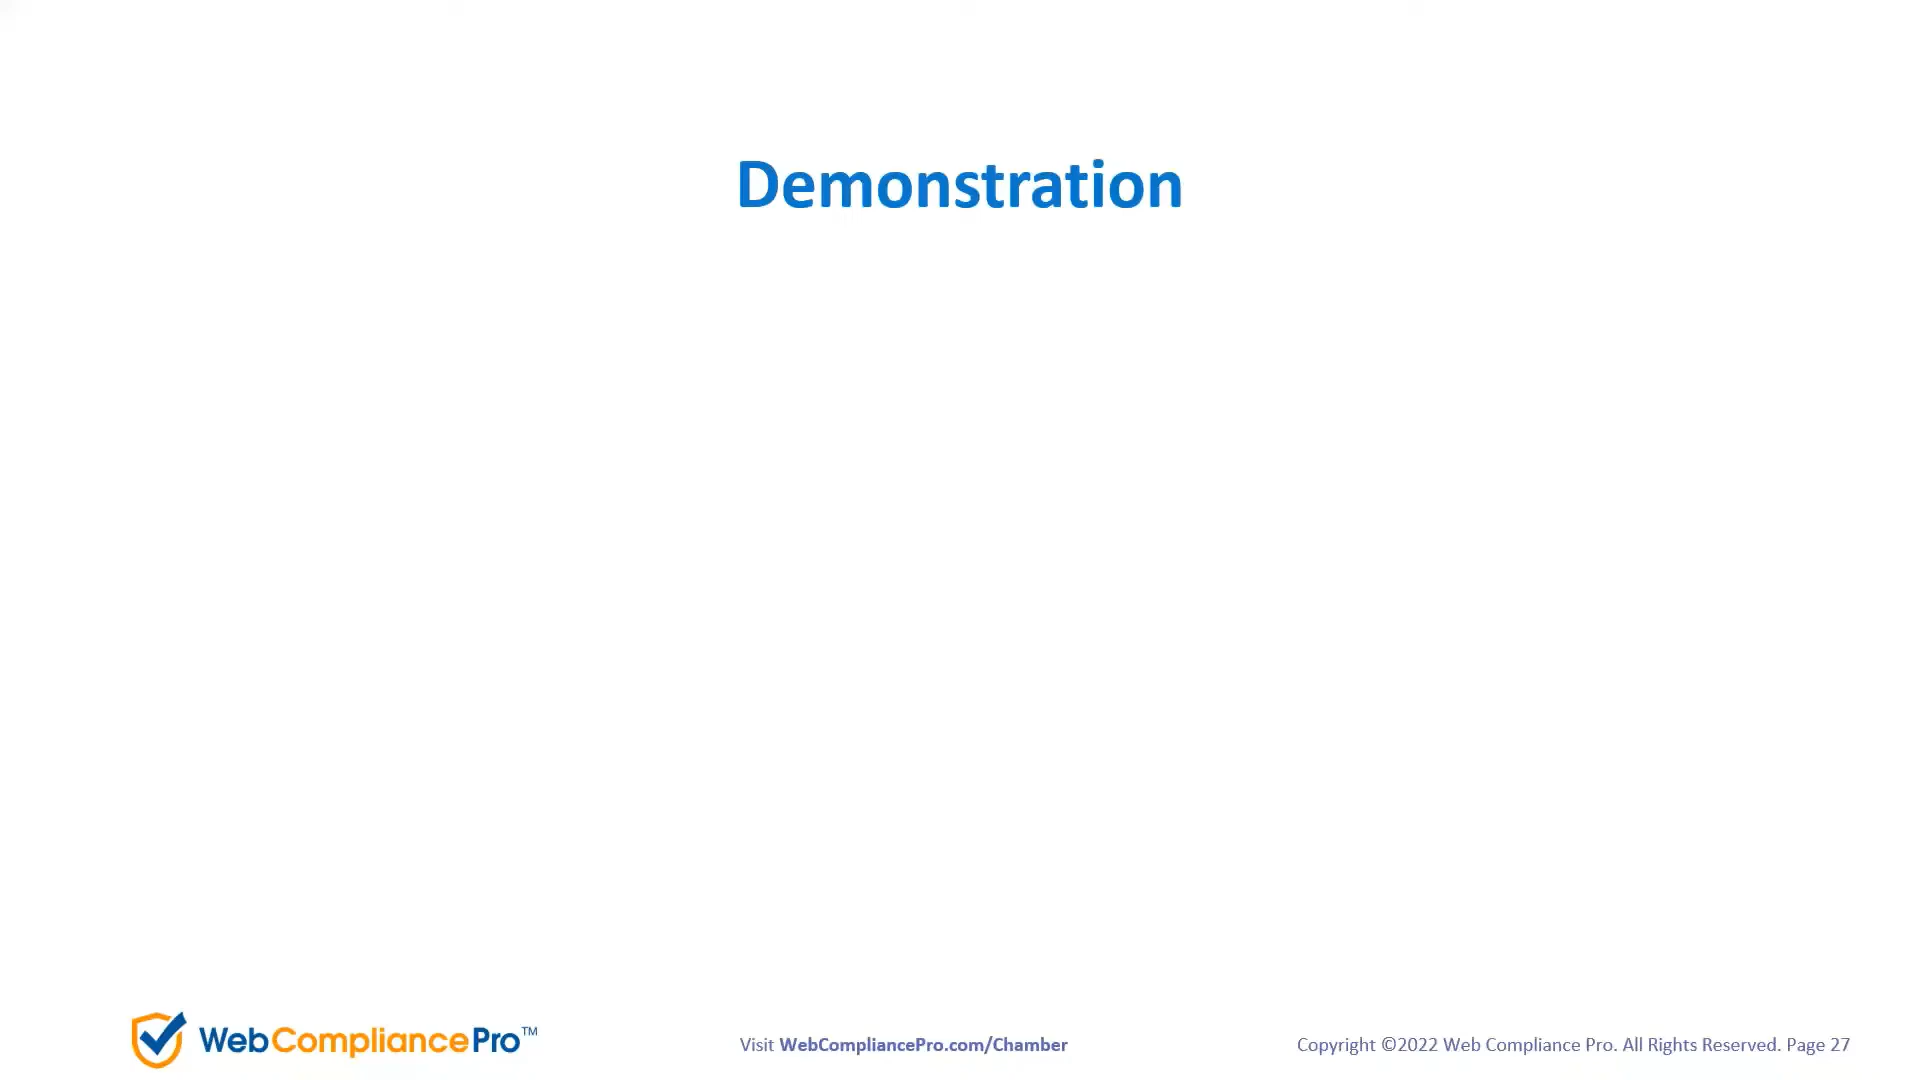 Demonstration
WebCompliancePro™
Visit WebCompliancePro.com/Chamber
Copyright ©2022 Web Compliance Pro. All Rights Reserved. Page 27